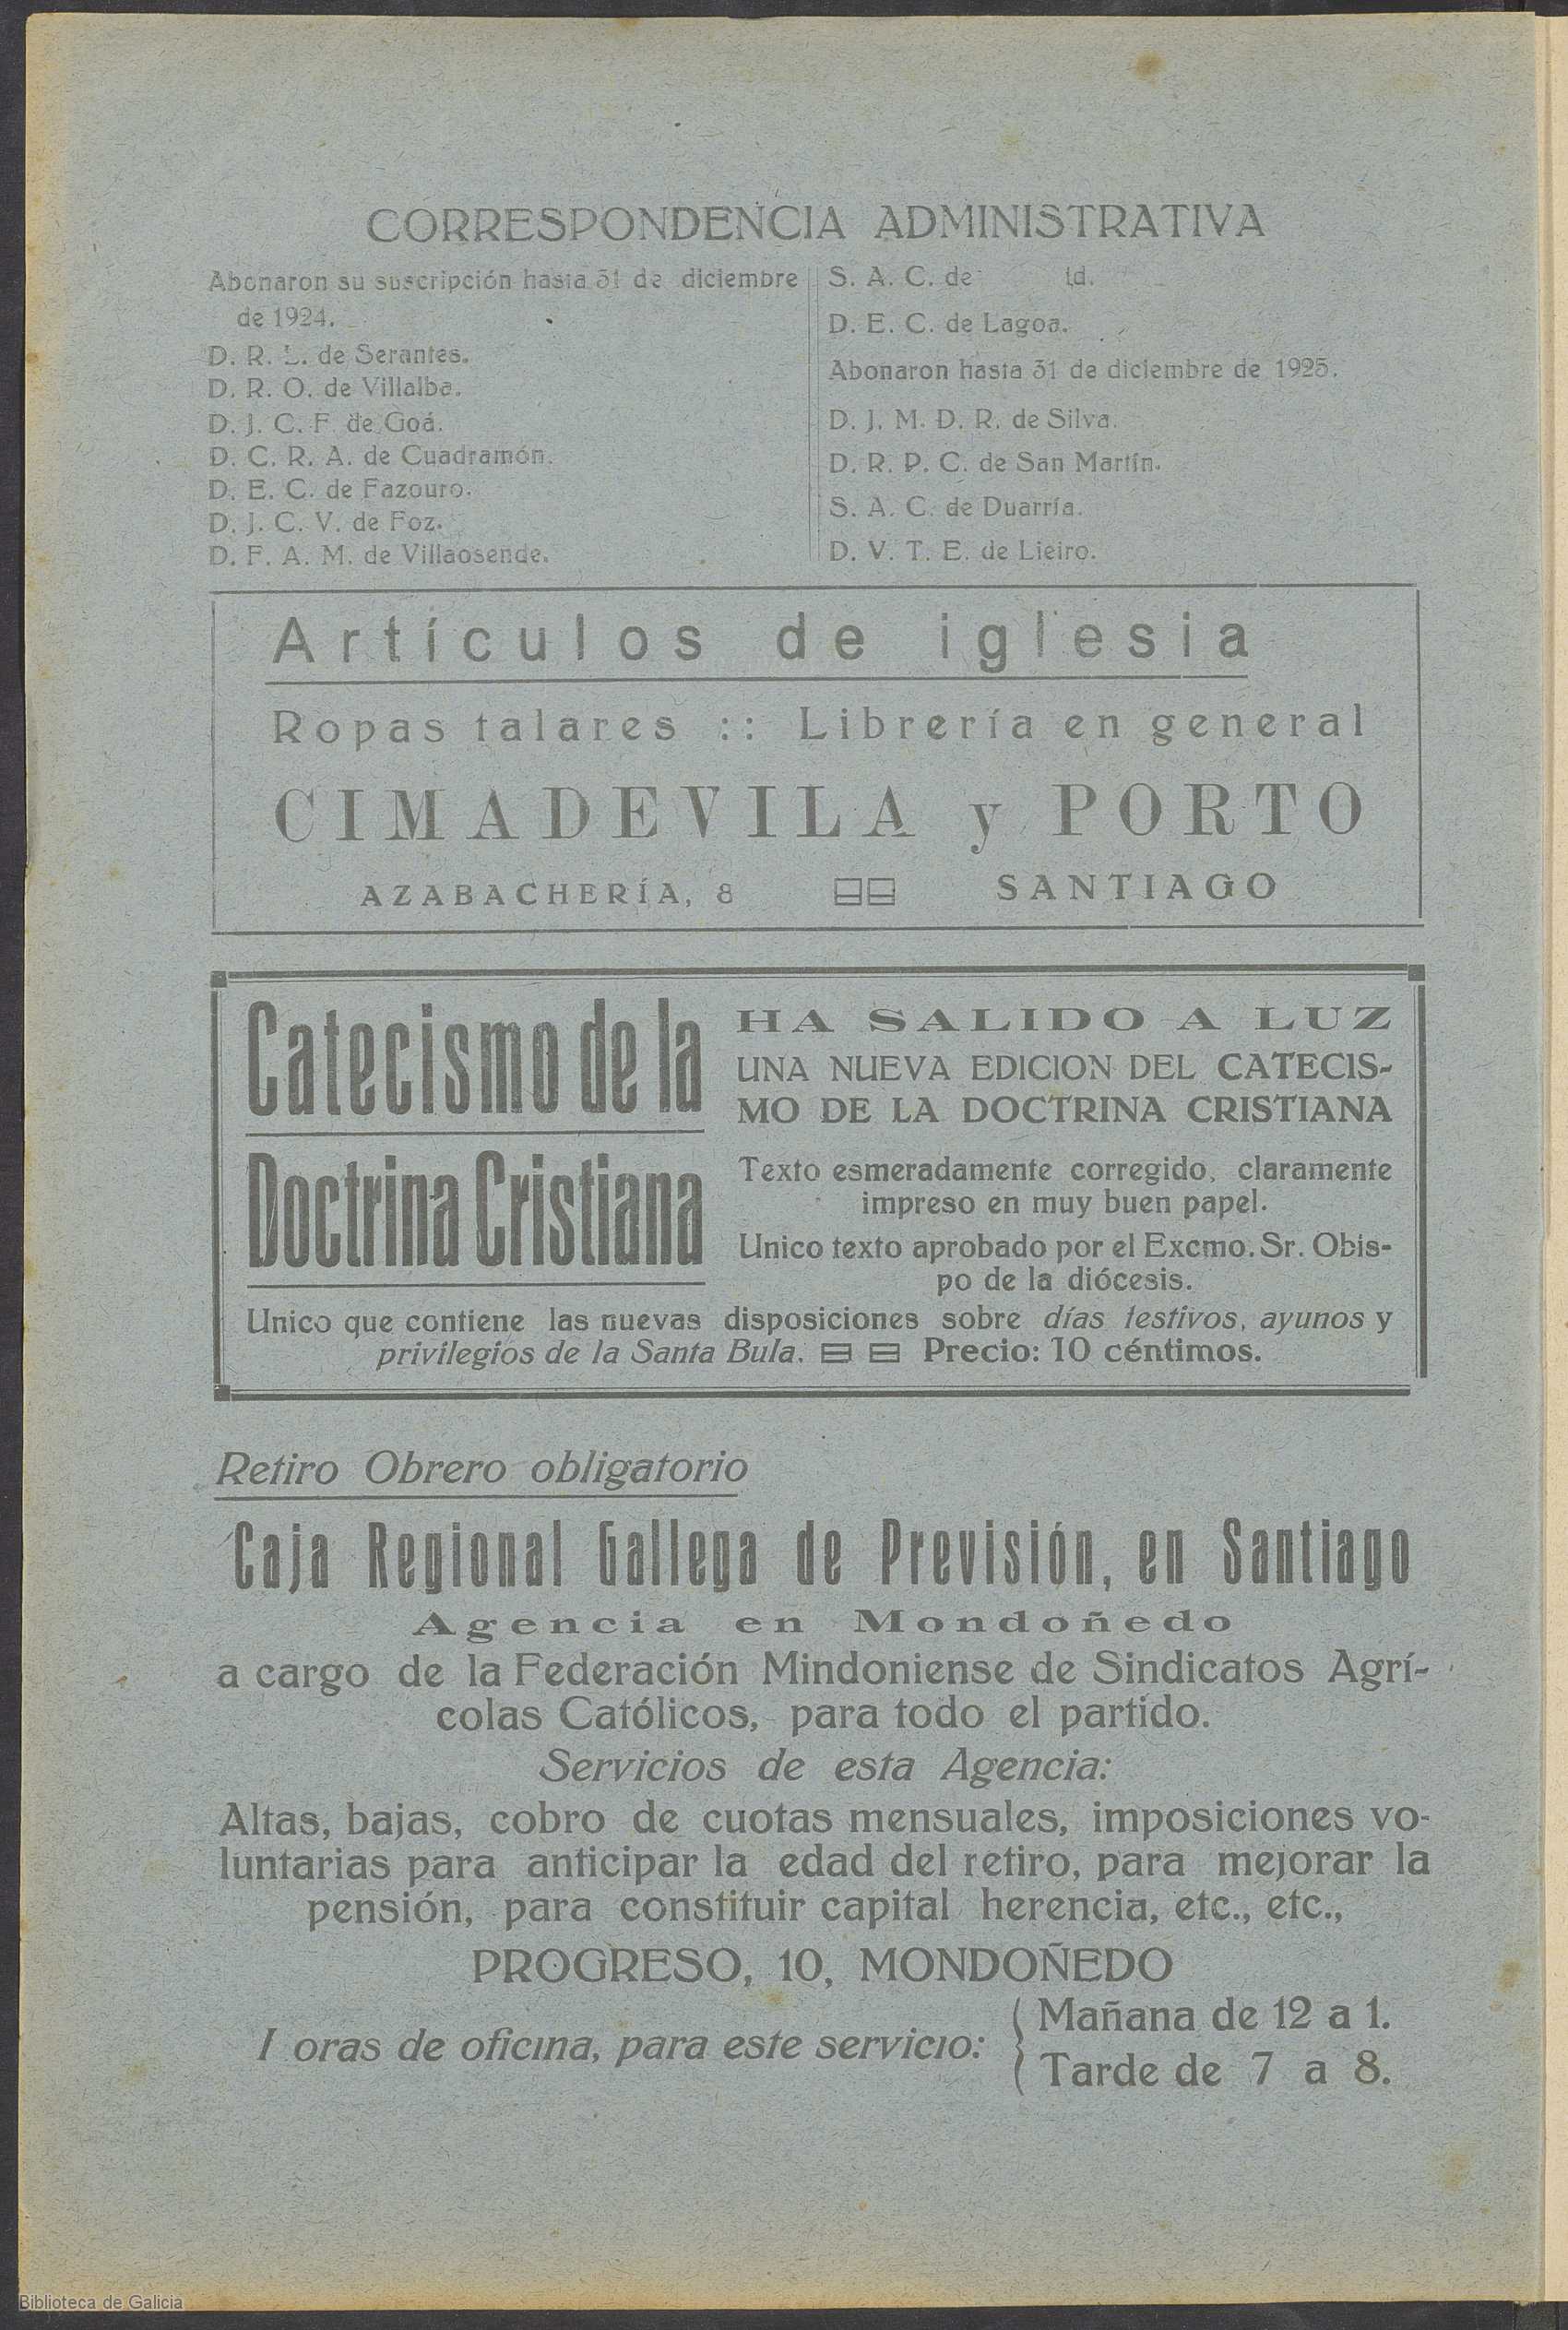 CORRESPONDENCIA ADMINISTRATIVA
Abonaron su suscripción hasta 31 de diciembre
de 1924.
D. R. L. de Serantes.
D. R. O. de Villalba.
D. J. C. F. de Goá.
D. C. R. A. de Cuadramón.
D. E. C. de Fazouro.
D. J. C. V. de Foz.
D. F. A. M. de Villaosende.
S. A. C. de id.
D. E. C. de Lagoa.
Abonaron hasta 31 de diciembre de 1925.
D. J. M. D. R. de Silva.
D. R. P. C. de San Martín.
S. A. C. de Duarría.
D. V. T. E. de Lieiro.
Artículos de iglesia
Ropas talares :: Librería en general
CIMADEVILA y PORTO
AZABACHERÍA, 8 SANTIAGO
Catecismo de la
Doctrina Cristiana
HA SALIDO A LUZ
UNA NUEVA EDICION DEL CATECIS-
MO DE LA DOCTRINA CRISTIANA
Texto esmeradamente corregido, claramente
impreso en muy buen papel.
Unico texto aprobado por el Excmo. Sr. Obis-
po de la diócesis.
Unico que contiene las nuevas disposiciones sobre días festivos, ayunos y
privilegios de la Santa Bula. Precio: 10 céntimos.
Retiro Obrero obligatorio
Caja Regional Gallega de Previsión, en Santiago
Agencia en Mondoñedo
a cargo de la Federación Mindoniense de Sindicatos Agrí-
colas Católicos, para todo el partido.
Servicios de esta Agencia:
Altas, bajas, cobro de cuotas mensuales, imposiciones vo-
luntarias para anticipar la edad del retiro, para mejorar la
pensión, para constituir capital herencia, etc., etc.,
PROGRESO, 10, MONDOÑEDO
I oras de oficina, para este servicio:
Mañana de 12 a 1.
Tarde de 7 a 8.
Biblioteca de Galicia